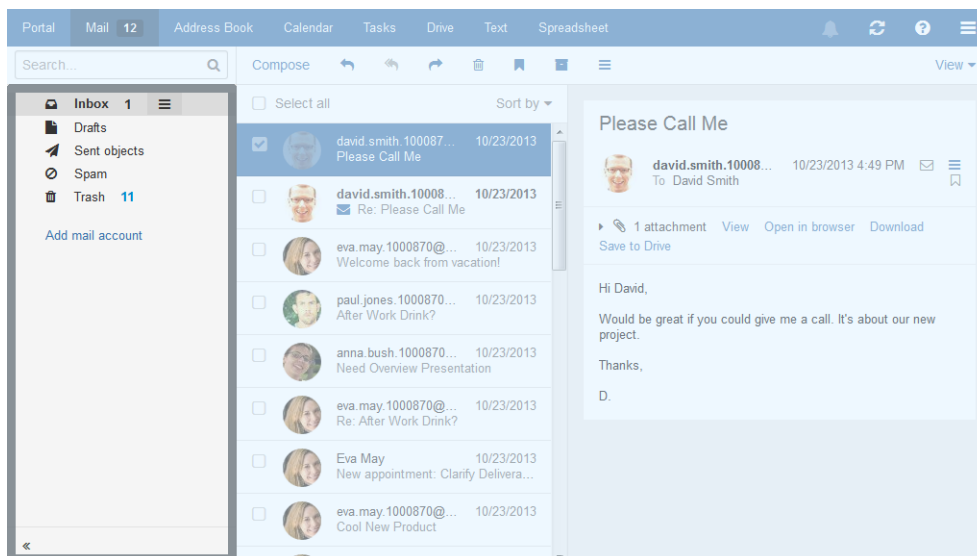 Portal Mail 12 Address Book Calendar Tasks Drive Text Spreadsheet
Search...
Compose
View
Inbox 1
Drafts
Sent objects
Spam
Trash 11
Add mail account
«
Select all Sort by
david.smith.100087... 10/23/2013
Please Call Me
david.smith.10008... 10/23/2013
Re: Please Call Me
eva.may.1000870@... 10/23/2013
Welcome back from vacation!
paul.jones.1000870... 10/23/2013
After Work Drink?
anna.bush.1000870... 10/23/2013
Need Overview Presentation
eva.may.1000870@... 10/23/2013
Re: After Work Drink?
Eva May 10/23/2013
New appointment: Clarify Delivera...
eva.may.1000870@... 10/23/2013
Cool New Product
Please Call Me
david.smith.10008... 10/23/2013 4:49 PM
To David Smith
1 attachment View Open in browser Download
Save to Drive
Hi David,
Would be great if you could give me a call. It's about our new
project.
Thanks,
D.